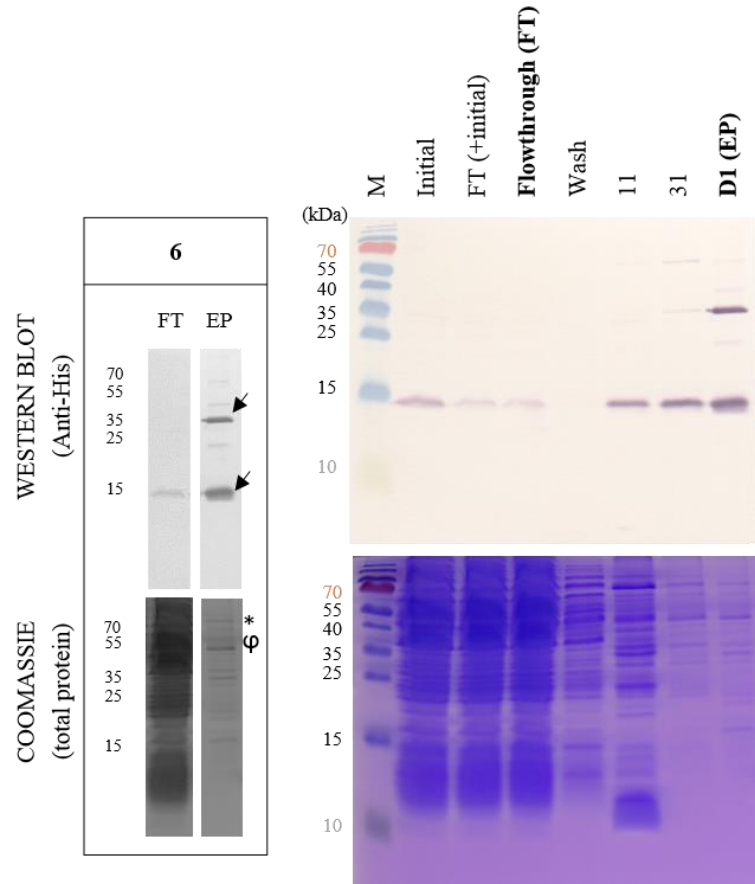 6
FT EP
WESTERN BLOT
(Anti-His)
70
55
35
25
15
COOMASSIE
(total protein)
70
55
35
25
15
*
φ
(kDa)
M
Initial
FT (+initial)
Flowthrough (FT)
Wash
11
31
D1 (EP)
70
55
40
35
25
15
10
70
55
40
35
25
15
10